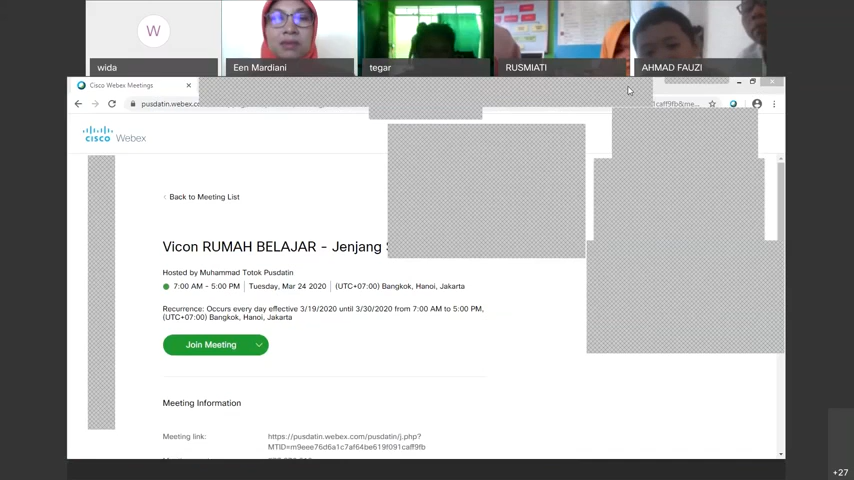 W
wida
Een Mardiani
tegar
RUSMIATI
AHMAD FAUZI
Cisco Webex Meetings
pusdatin.webex.co
1caff9fb&me...
CISCO Webex
Back to Meeting List
Vicon RUMAH BELAJAR - Jenjang
Hosted by Muhammad Totok Pusdatin
7:00 AM - 5:00 PM | Tuesday, Mar 24 2020 | (UTC+07:00) Bangkok, Hanoi, Jakarta
Recurrence: Occurs every day effective 3/19/2020 until 3/30/2020 from 7:00 AM to 5:00 PM,
(UTC+07:00) Bangkok, Hanoi, Jakarta
Join Meeting
Meeting Information
Meeting link: https://pusdatin.webex.com/pusdatin/j.php?
MTID=m9eee76d6a1c7af64be619f091caff9fb
+27